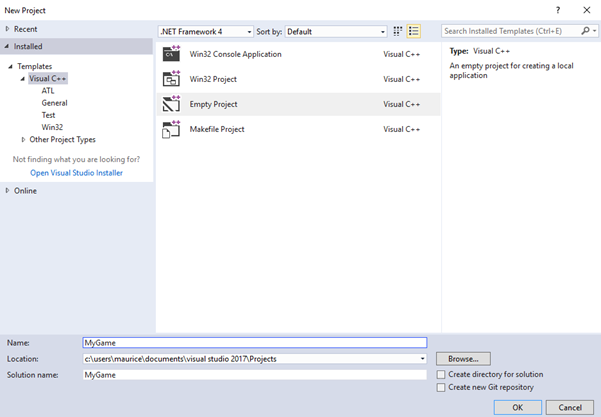 New Project
?
Recent
.NET Framework 4
Sort by:
Default
Search Installed Templates (Ctrl+E)
Installed
Templates
Visual C++
ATL
General
Test
Win32
Other Project Types
Not finding what you are looking for?
Open Visual Studio Installer
Online
Win32 Console Application Visual C++
Win32 Project Visual C++
Empty Project Visual C++
Makefile Project Visual C++
Type: Visual C++
An empty project for creating a local
application
Name: MyGame
Location: c:\users\maurice\documents\visual studio 2017\Projects
Browse...
Solution name: MyGame
Create directory for solution
Create new Git repository
OK
Cancel